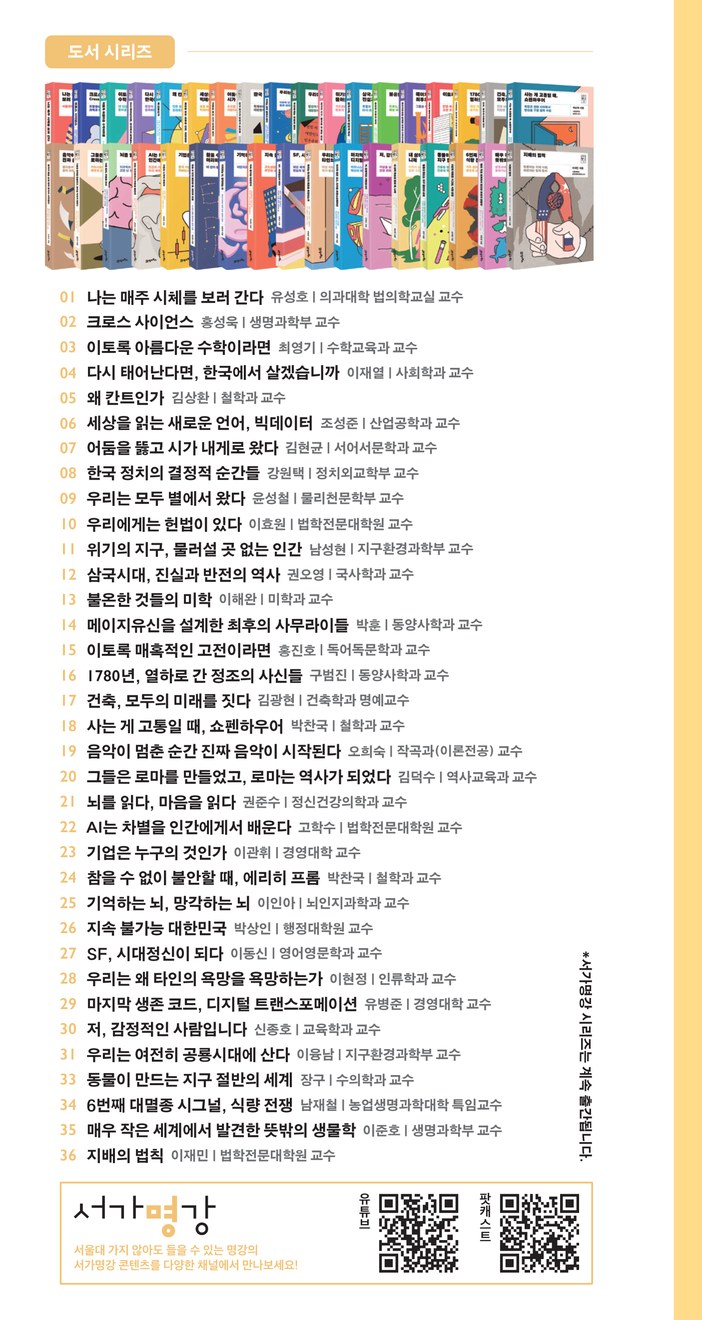 도서 시리즈
01 나는 매주 시체를 보러 간다 유성호 | 의과대학 법의학교실 교수
02 크로스 사이언스 홍성욱 | 생명과학부 교수
03 이토록 아름다운 수학이라면 최영기 | 수학교육과 교수
04 다시 태어난다면, 한국에서 살겠습니까 이재열 | 사회학과 교수
05 왜 칸트인가 김상환 | 철학과 교수
06 세상을 읽는 새로운 언어, 빅데이터 조성준 | 산업공학과 교수
07 어둠을 뚫고 시가 내게로 왔다 김현균 | 서어서문학과 교수
08 한국 정치의 결정적 순간들 강원택 | 정치외교학부 교수
09 우리는 모두 별에서 왔다 윤성철 | 물리천문학부 교수
10 우리에게는 헌법이 있다 이효원 | 법학전문대학원 교수
11 위기의 지구, 물러설 곳 없는 인간 남성현 | 지구환경과학부 교수
12 삼국시대, 진실과 반전의 역사 권오영 | 국사학과 교수
13 불온한 것들의 미학 이해완 | 미학과 교수
14 메이지유신을 설계한 최후의 사무라이들 박훈 | 동양사학과 교수
15 이토록 매혹적인 고전이라면 홍진호 | 독어독문학과 교수
16 1780년, 열하로 간 정조의 사신들 구범진 | 동양사학과 교수
17 건축, 모두의 미래를 짓다 김광현 | 건축학과 명예교수
18 사는 게 고통일 때, 쇼펜하우어 박찬국 | 철학과 교수
19 음악이 멈춘 순간 진짜 음악이 시작된다 오희숙 | 작곡과(이론전공) 교수
20 그들은 로마를 만들었고, 로마는 역사가 되었다 김덕수 | 역사교육과 교수
21 뇌를 읽다, 마음을 읽다 권준수 | 정신건강의학과 교수
22 AI는 차별을 인간에게서 배운다 고학수 | 법학전문대학원 교수
23 기업은 누구의 것인가 이관휘 | 경영대학 교수
24 참을 수 없이 불안할 때, 에리히 프롬 박찬국 | 철학과 교수
25 기억하는 뇌, 망각하는 뇌 이인아 | 뇌인지과학과 교수
26 지속 불가능 대한민국 박상인 | 행정대학원 교수
27 SF, 시대정신이 되다 이동신 | 영어영문학과 교수
28 우리는 왜 타인의 욕망을 욕망하는가 이현정 | 인류학과 교수
29 마지막 생존 코드, 디지털 트랜스포메이션 유병준 | 경영대학 교수
30 저, 감정적인 사람입니다 신종호 | 교육학과 교수
31 우리는 여전히 공룡시대에 산다 이융남 | 지구환경과학부 교수
33 동물이 만드는 지구 절반의 세계 장구 | 수의학과 교수
34 6번째 대멸종 시그널, 식량 전쟁 남재철 | 농업생명과학대학 특임교수
35 매우 작은 세계에서 발견한 뜻밖의 생물학 이준호 | 생명과학부 교수
36 지배의 법칙 이재민 | 법학전문대학원 교수
*서가명강 시리즈는 계속 출간됩니다.
서가명강
서울대 가지 않아도 들을 수 있는 명강의
서가명강 콘텐츠를 다양한 채널에서 만나보세요!
유튜브
팟캐스트